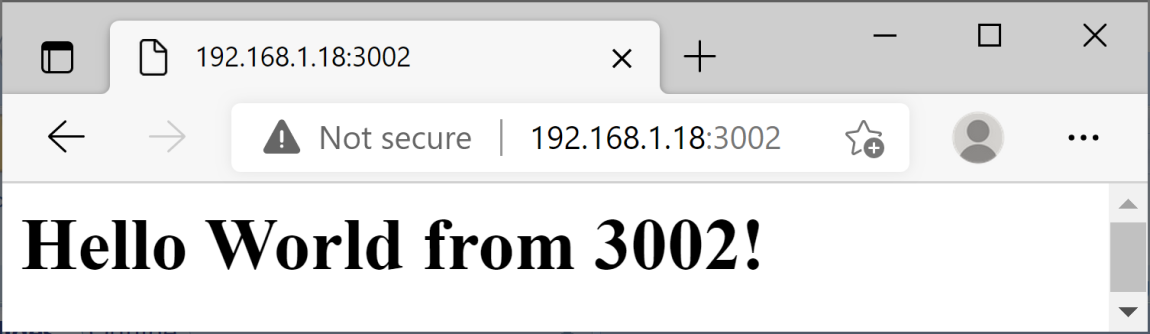 192.168.1.18:3002
Not secure | 192.168.1.18:3002
Hello World from 3002!